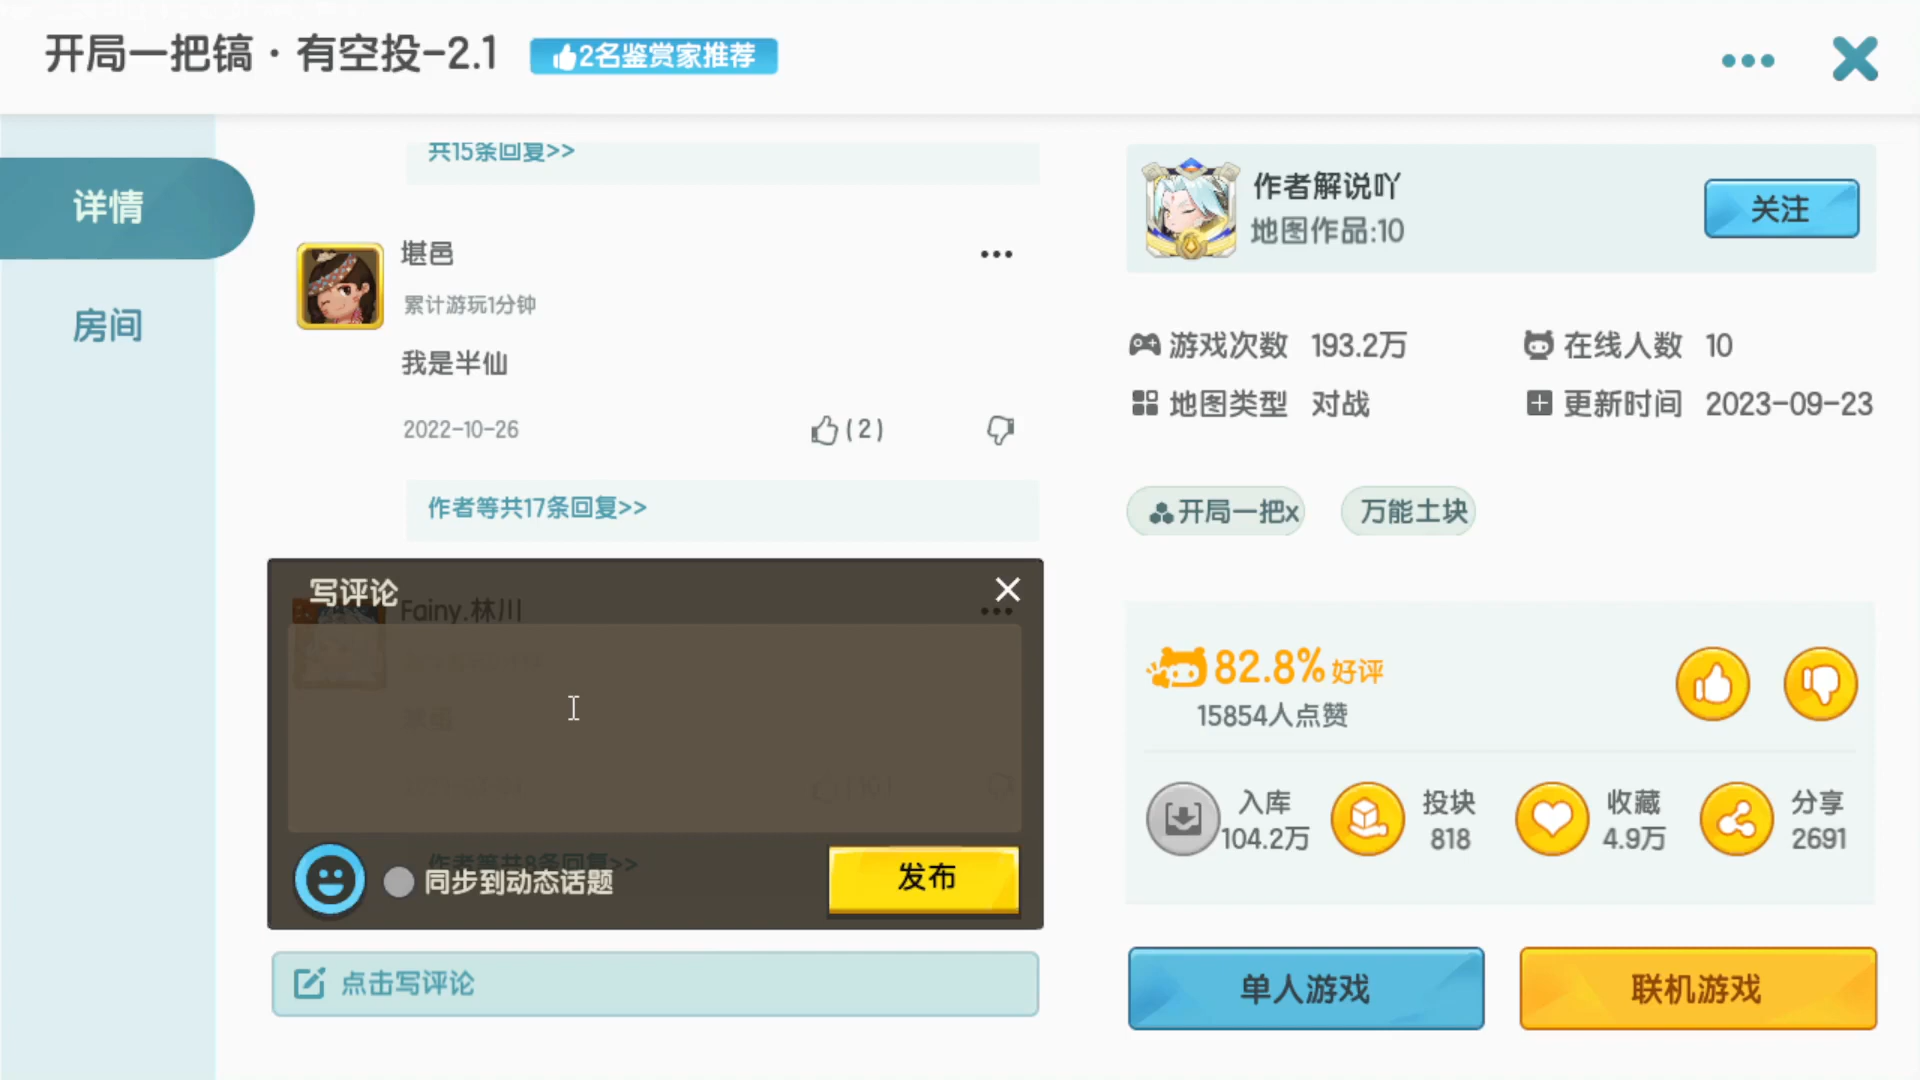 开局一把镐·有空投-2.1
2名鉴赏家推荐
详情
房间
共15条回复>>
堪邑
累计游玩1分钟
我是半仙
2022-10-26
(2)
作者等共17条回复>>
写评论
Fainy.林川
作者等共8条回复>>
同步到动态话题
发布
点击写评论
作者解说吖
地图作品:10
关注
游戏次数 193.2万
在线人数 10
地图类型 对战
更新时间 2023-09-23
开局一把x
万能土块
82.8%好评
15854人点赞
入库
104.2万
投块
818
收藏
4.9万
分享
2691
单人游戏
联机游戏